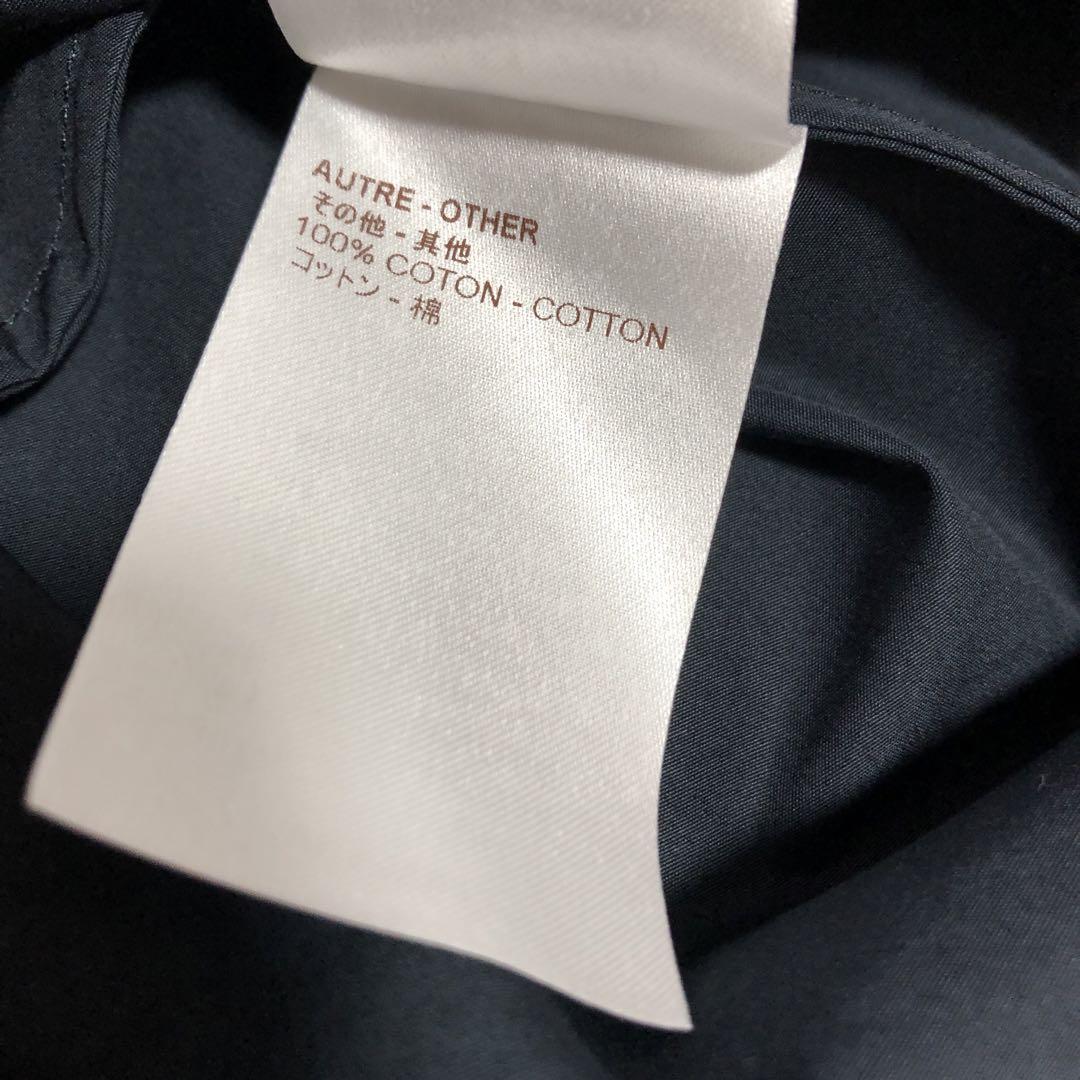 AUTRE - OTHER
その他 - 其他
100% COTON - COTTON
コットン - 棉